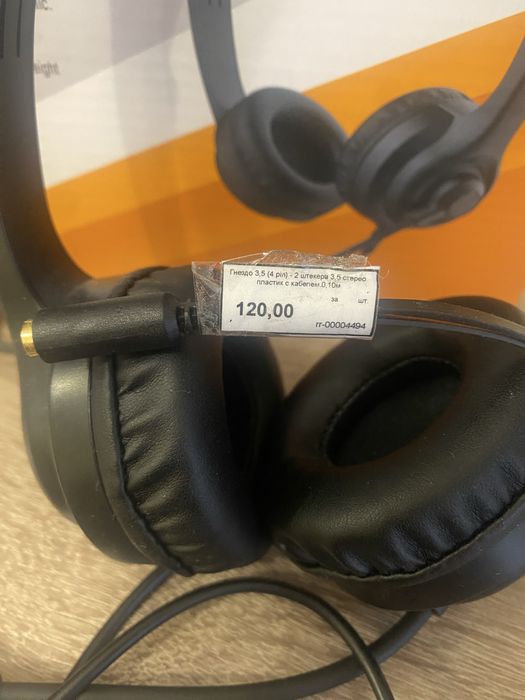 ight
Гнездо 3,5 (4 pin) - 2 штекера 3,5 стерео
пластик с кабелем 0,10м
за шт.
120,00
rr-00004494